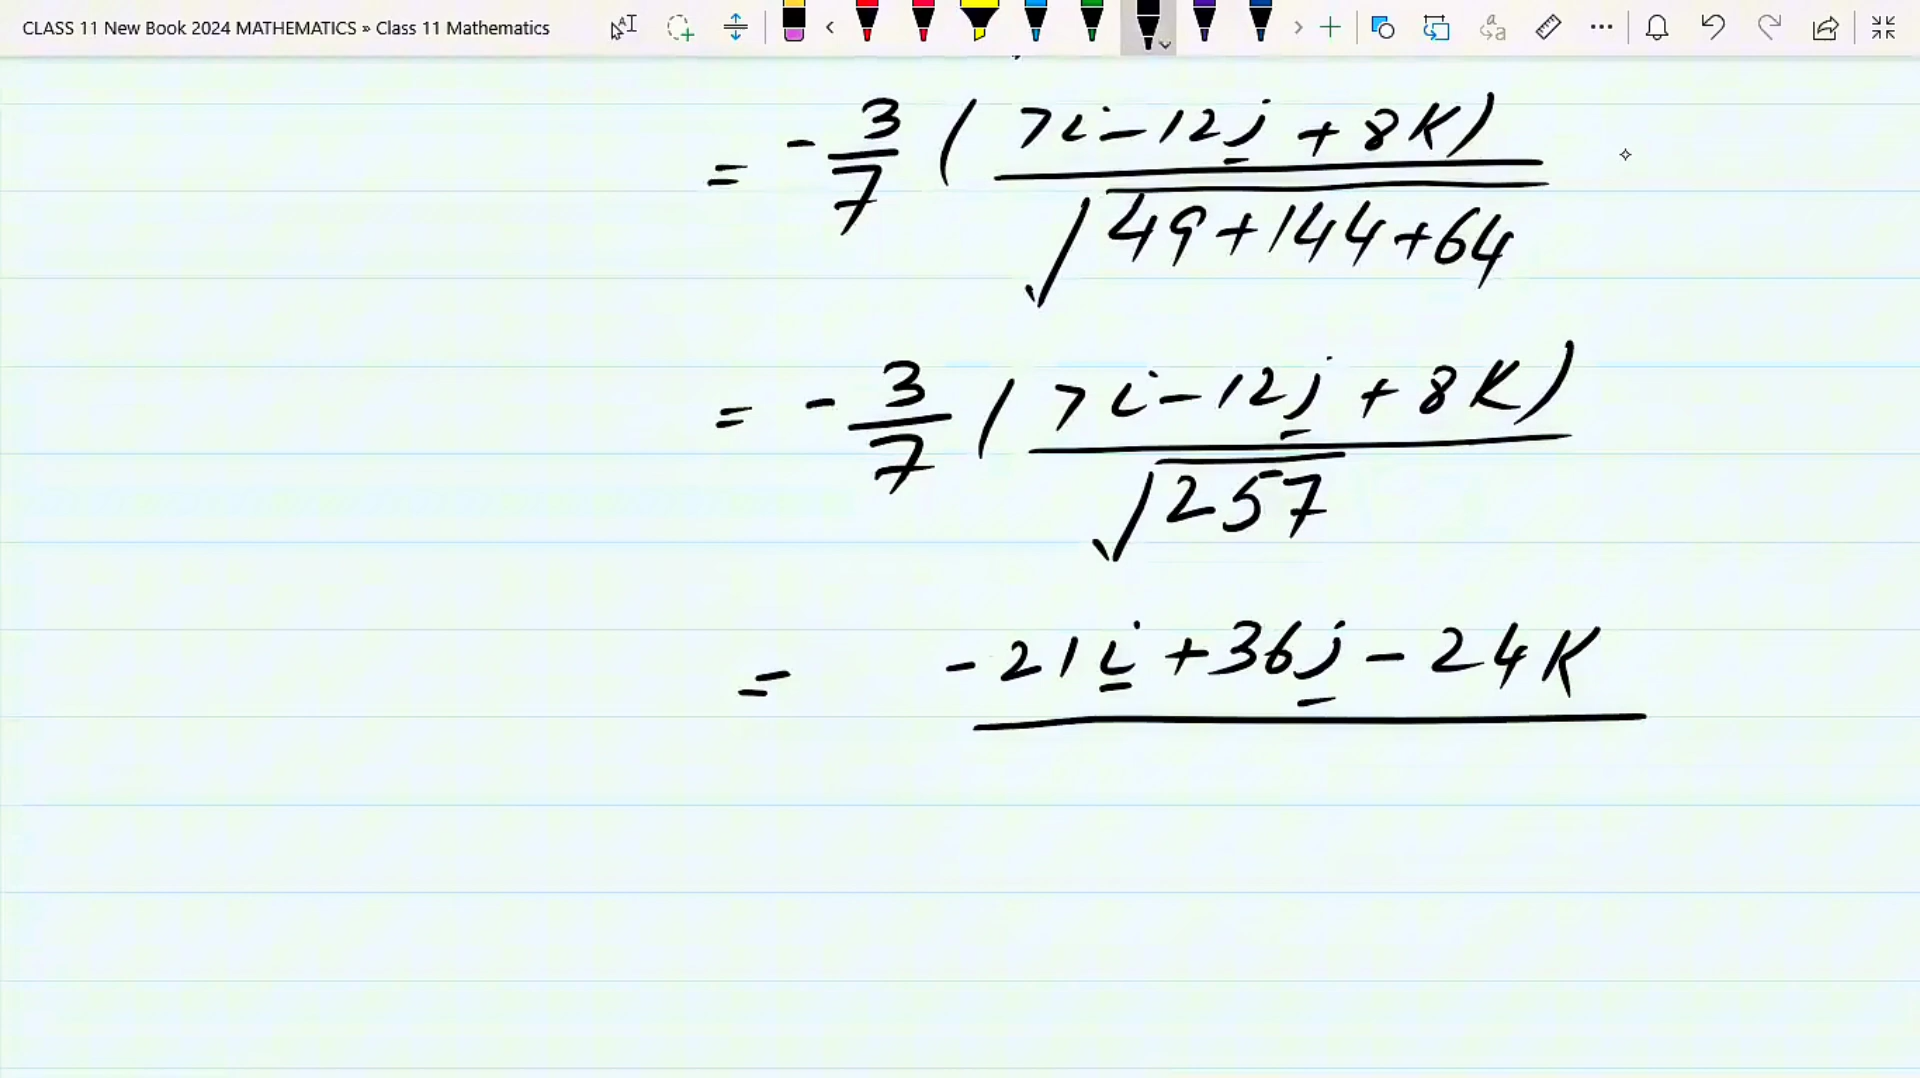 CLASS 11 New Book 2024 MATHEMATICS » Class 11 Mathematics
= - 3/7 ( 7i - 12j + 8K) / √49+144+64
= - 3/7 ( 7i - 12j + 8K) / √257
= -21i + 36j - 24K